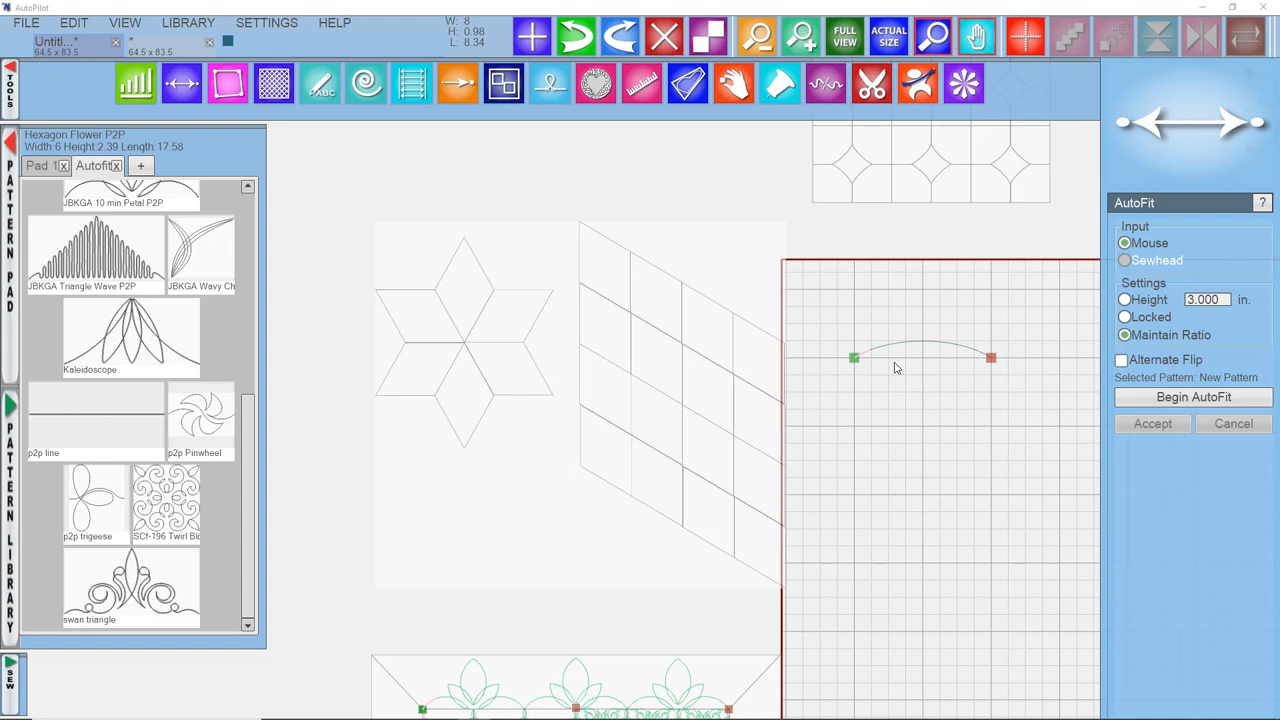 AutoPilot
FILE EDIT VIEW LIBRARY SETTINGS HELP
Untitl...* x
64.5 x 83.5
* x
64.5 x 83.5
W: 8
H: 0.98
L: 8.34
FULL
VIEW
ACTUAL
SIZE
TOOLS
ABC
PATTERN PAD
PATTERN LIBRARY
SEW
Hexagon Flower P2P
Width:6 Height:2.39 Length:17.58
Pad 1 x Autofit x +
JBKGA 10 min Petal P2P
JBKGA Triangle Wave P2P
JBKGA Wavy Ch
Kaleidoscope
p2p line
p2p Pinwheel
p2p trigeese
SCf-196 Twirl Blo
swan triangle
AutoFit ?
Input
Mouse
Sewhead
Settings
Height 3.000 in.
Locked
Maintain Ratio
Alternate Flip
Selected Pattern: New Pattern
Begin AutoFit
Accept Cancel